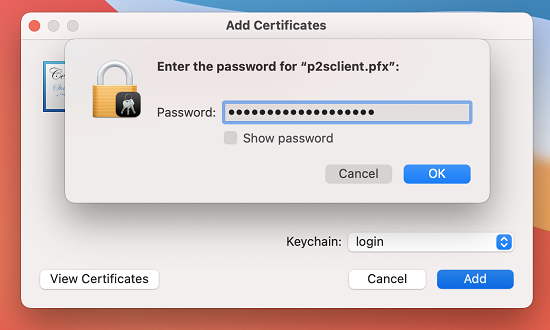 Add Certificates
Enter the password for “p2sclient.pfx”:
Password: •••••••••••••••••••
Show password
Cancel OK
Keychain: login
View Certificates Cancel Add